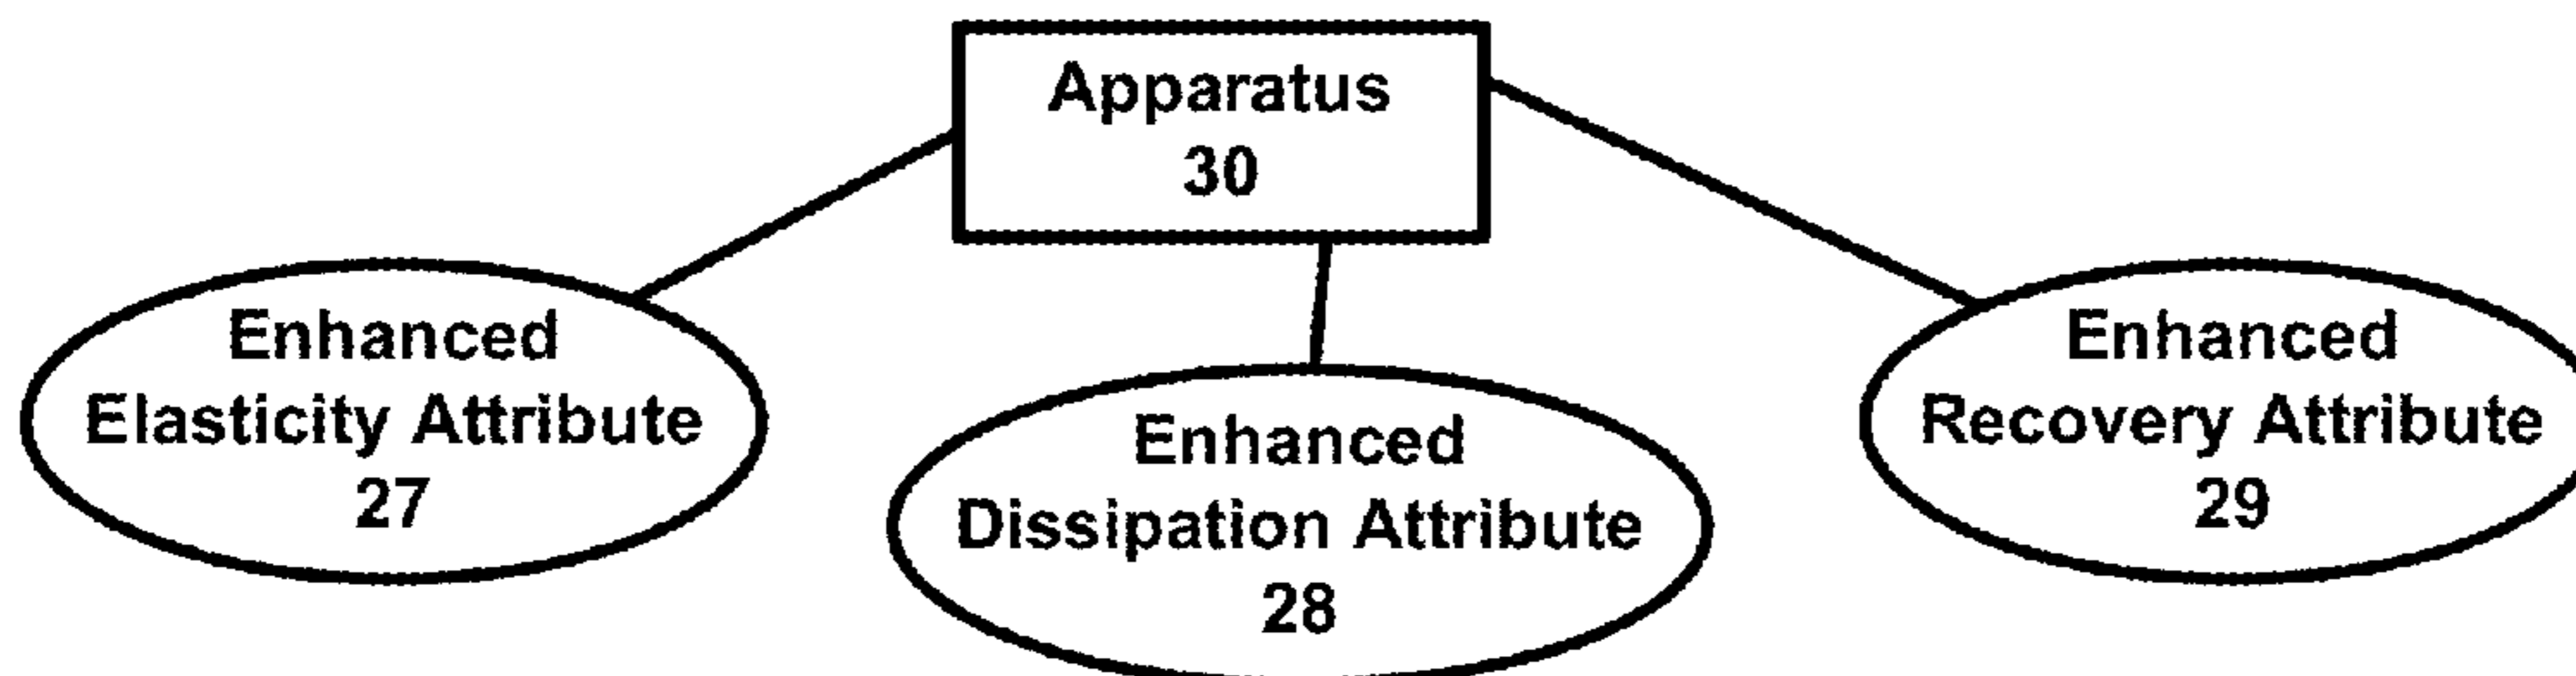 Apparatus
30
Enhanced
Elasticity Attribute
27
Enhanced
Dissipation Attribute
28
Enhanced
Recovery Attribute
29